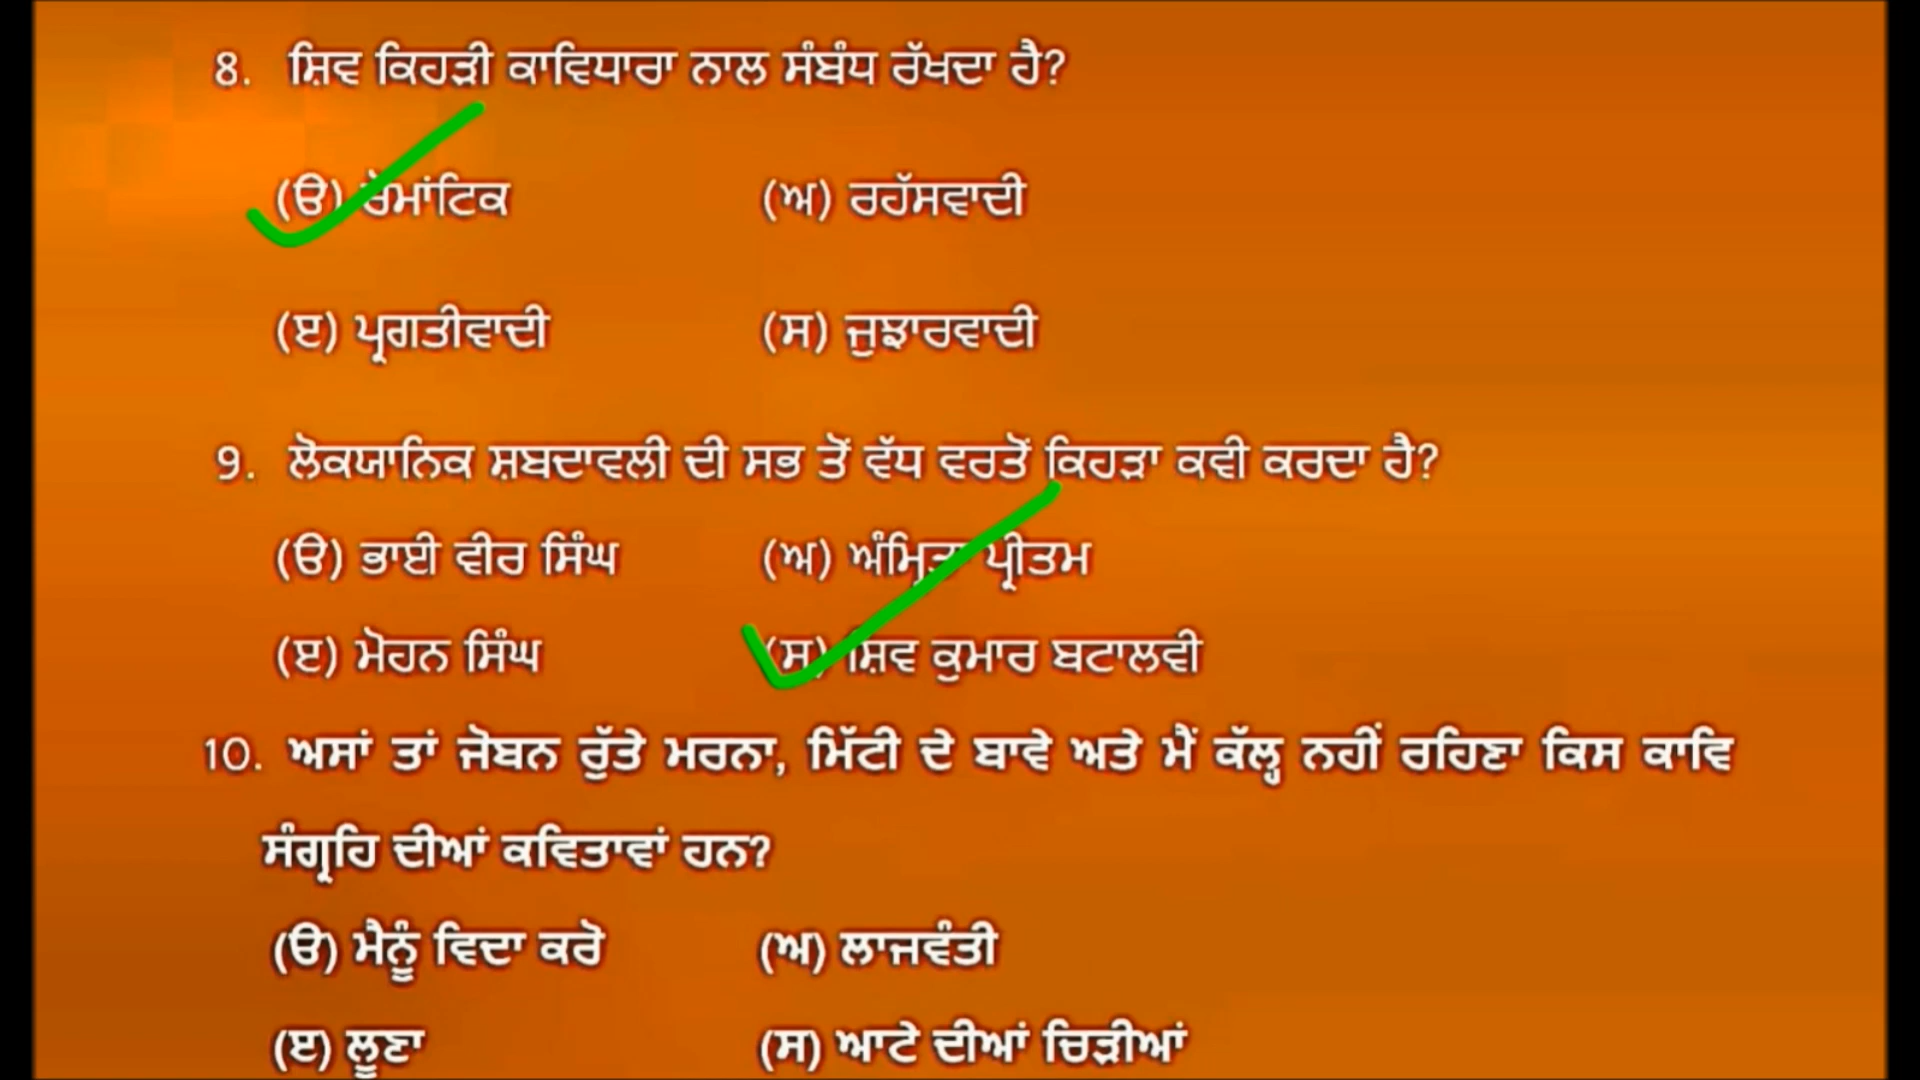 8. ਸ਼ਿਵ ਕਿਹੜੀ ਕਾਵਿਧਾਰਾ ਨਾਲ ਸੰਬੰਧ ਰੱਖਦਾ ਹੈ?
(ੳ) ਰੋਮਾਂਟਿਕ (ਅ) ਰਹੱਸਵਾਦੀ
(ੲ) ਪ੍ਰਗਤੀਵਾਦੀ (ਸ) ਜੁਝਾਰਵਾਦੀ
9. ਲੋਕਯਾਨਿਕ ਸ਼ਬਦਾਵਲੀ ਦੀ ਸਭ ਤੋਂ ਵੱਧ ਵਰਤੋਂ ਕਿਹੜਾ ਕਵੀ ਕਰਦਾ ਹੈ?
(ੳ) ਭਾਈ ਵੀਰ ਸਿੰਘ (ਅ) ਅੰਮ੍ਰਿਤਾ ਪ੍ਰੀਤਮ
(ੲ) ਮੋਹਨ ਸਿੰਘ (ਸ) ਸ਼ਿਵ ਕੁਮਾਰ ਬਟਾਲਵੀ
10. ਅਸਾਂ ਤਾਂ ਜੋਬਨ ਰੁੱਤੇ ਮਰਨਾ, ਮਿੱਟੀ ਦੇ ਬਾਵੇ ਅਤੇ ਮੈਂ ਕੱਲ੍ਹ ਨਹੀਂ ਰਹਿਣਾ ਕਿਸ ਕਾਵਿ
ਸੰਗ੍ਰਹਿ ਦੀਆਂ ਕਵਿਤਾਵਾਂ ਹਨ?
(ੳ) ਮੈਨੂੰ ਵਿਦਾ ਕਰੋ (ਅ) ਲਾਜਵੰਤੀ
(ੲ) ਲੂਣਾ (ਸ) ਆਟੇ ਦੀਆਂ ਚਿੜੀਆਂ